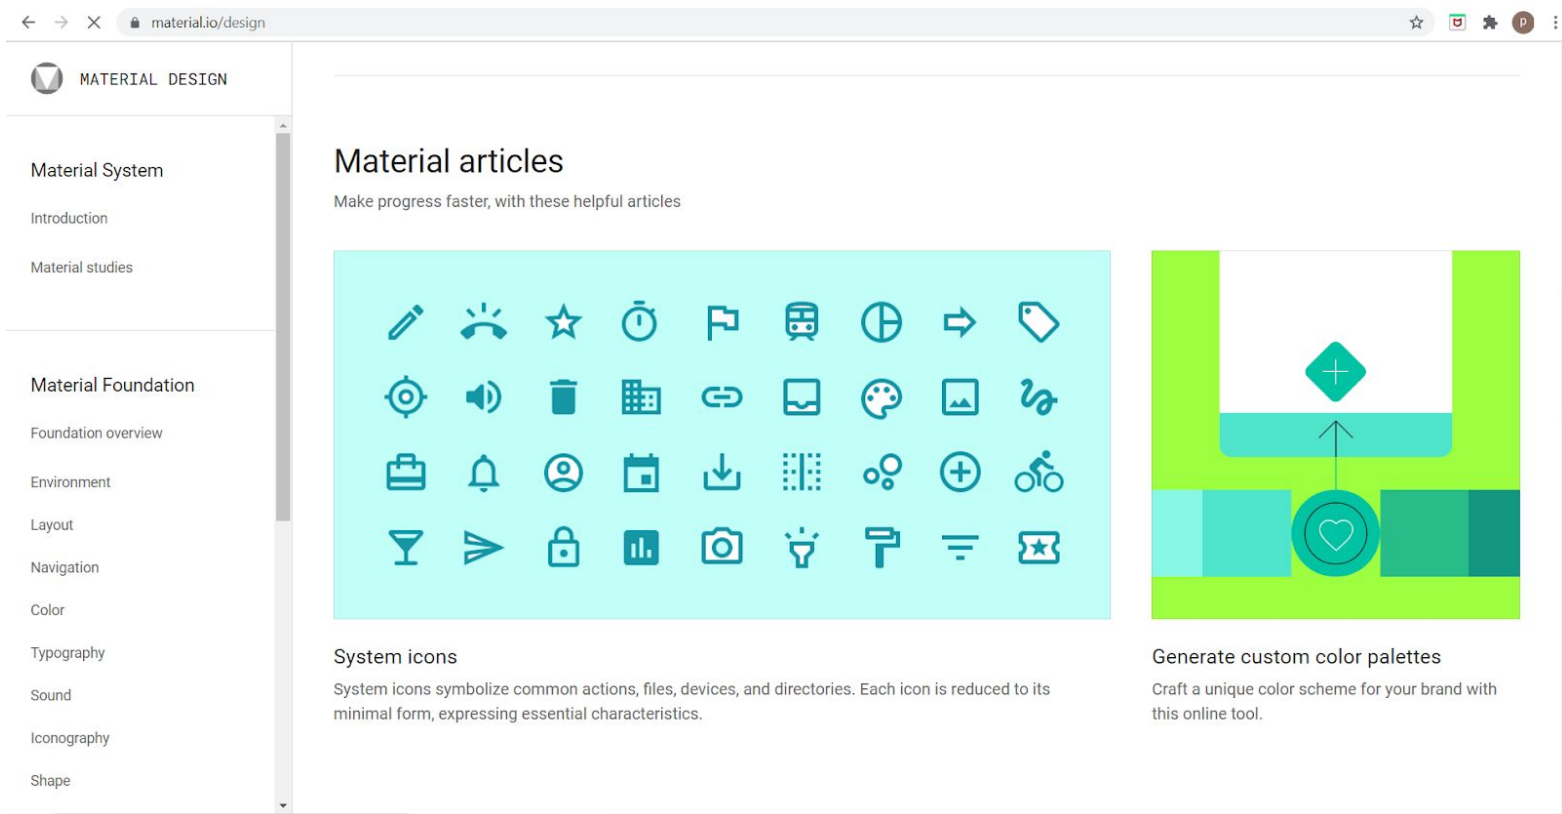 material.io/design
P
MATERIAL DESIGN
Material System
Introduction
Material studies
Material Foundation
Foundation overview
Environment
Layout
Navigation
Color
Typography
Sound
Iconography
Shape
Material articles
Make progress faster, with these helpful articles
System icons
System icons symbolize common actions, files, devices, and directories. Each icon is reduced to its
minimal form, expressing essential characteristics.
Generate custom color palettes
Craft a unique color scheme for your brand with
this online tool.